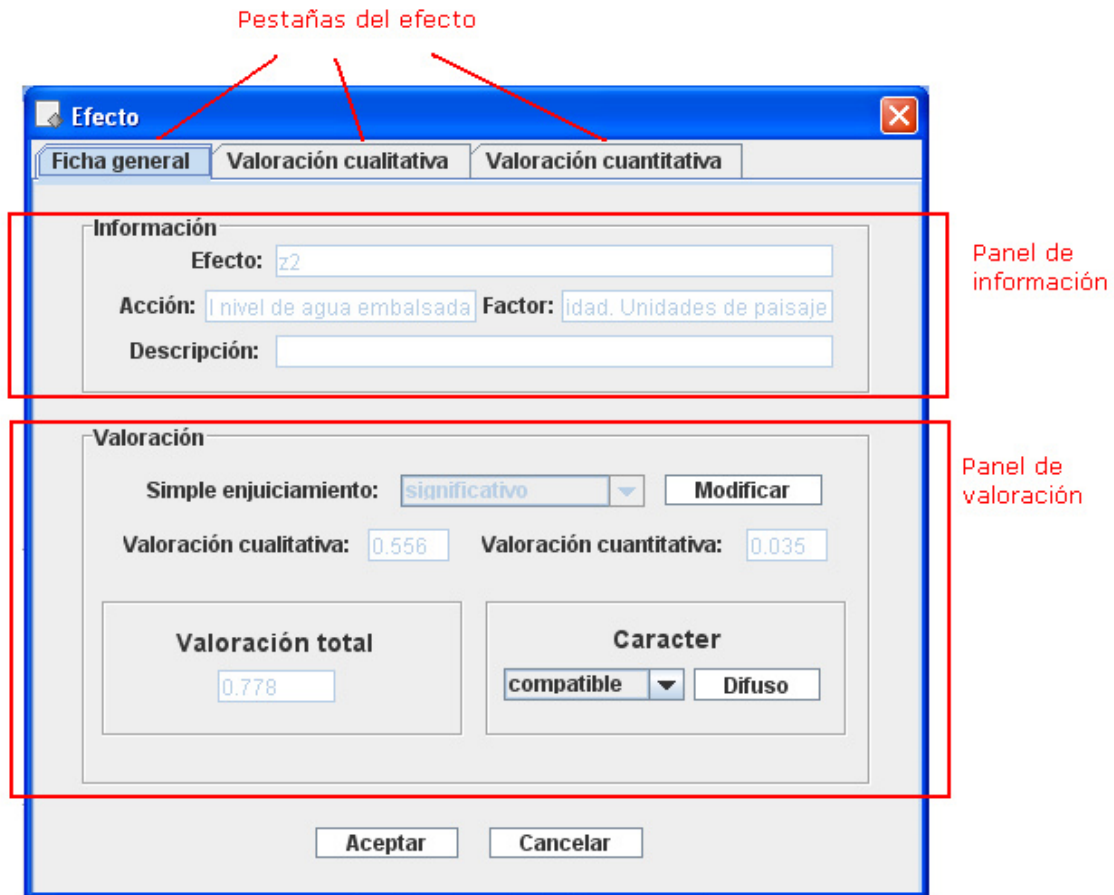 Pestañas del efecto
Efecto
Ficha general Valoración cualitativa Valoración cuantitativa
Información
Efecto: z2
Acción: l nivel de agua embalsada Factor: idad. Unidades de paisaje
Descripción:
Panel de
información
Valoración
Simple enjuiciamiento: significativo Modificar
Valoración cualitativa: 0.556 Valoración cuantitativa: 0.035
Panel de
valoración
Valoración total
0.778
Caracter
compatible Difuso
Aceptar Cancelar